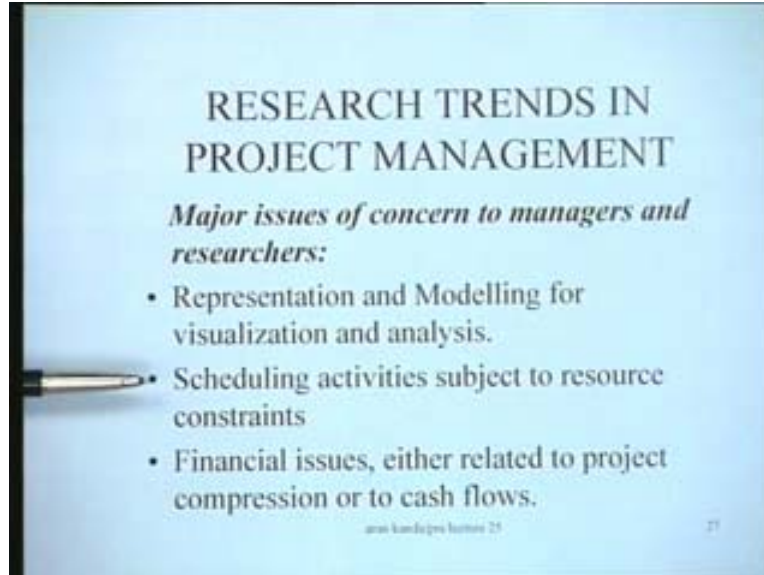 RESEARCH TRENDS IN
PROJECT MANAGEMENT
Major issues of concern to managers and
researchers:
• Representation and Modelling for
visualization and analysis.
• Scheduling activities subject to resource
constraints
• Financial issues, either related to project
compression or to cash flows.
25
27